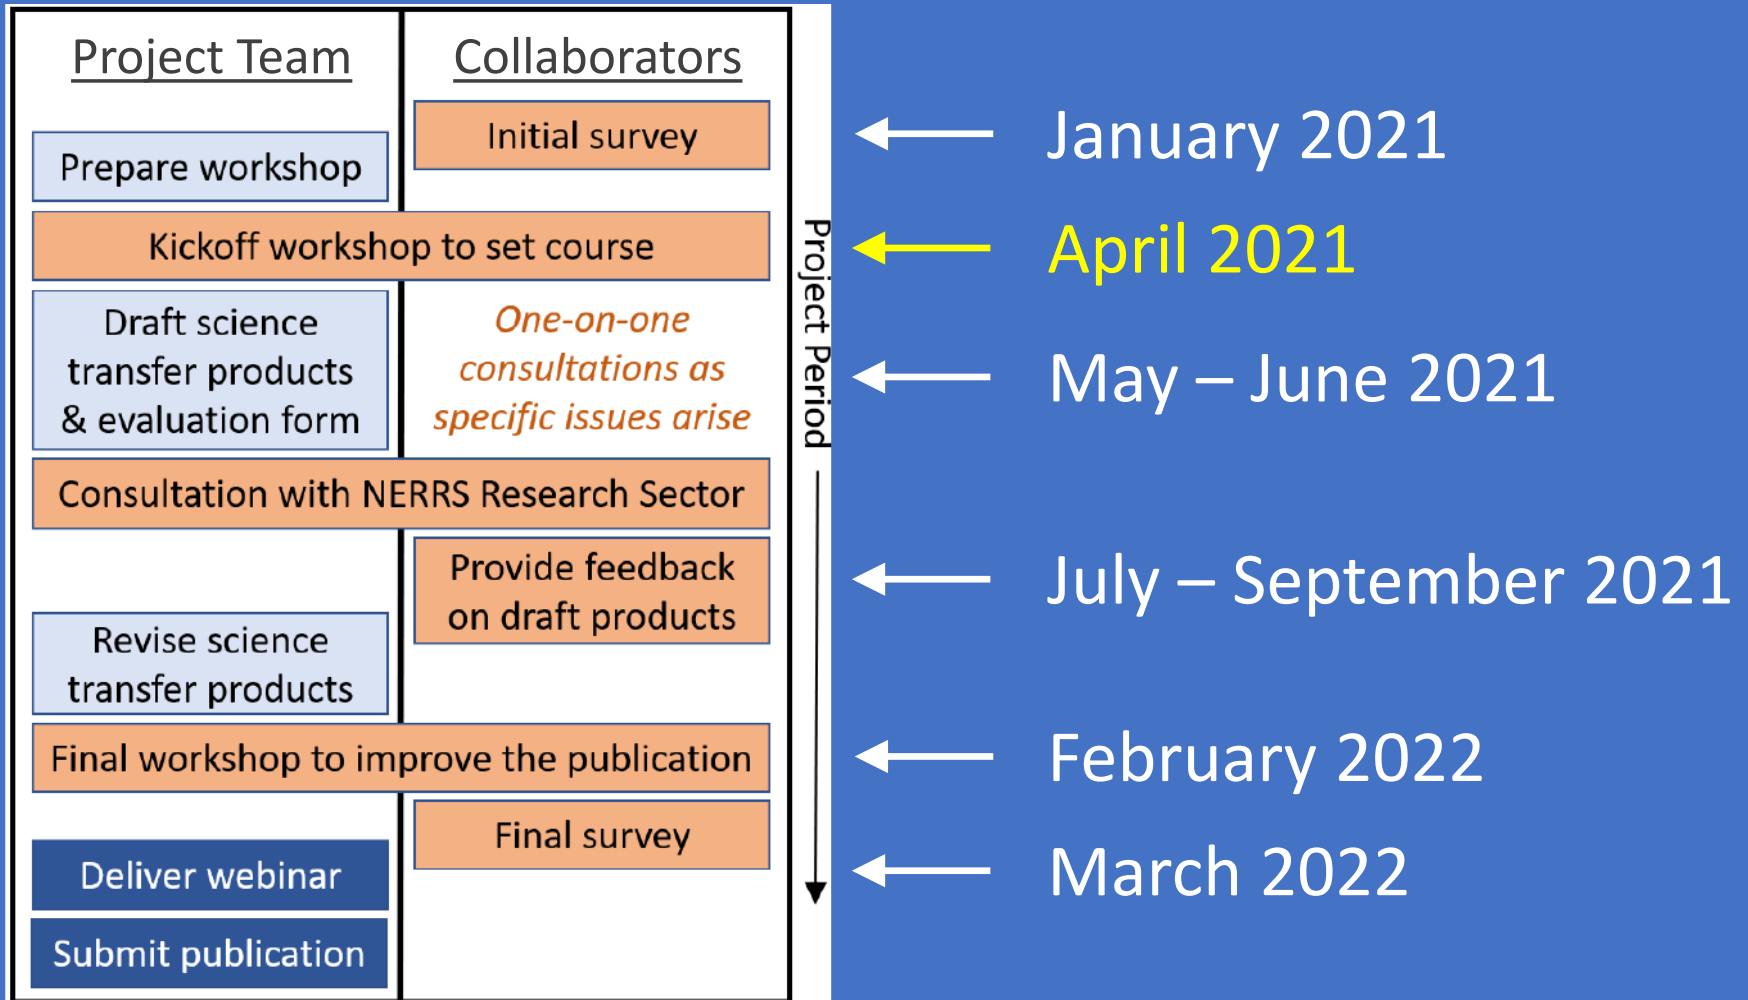 Project Team
Collaborators
Initial survey
January 2021
Prepare workshop
Kickoff workshop to set course
April 2021
Draft science
transfer products
& evaluation form
One-on-one
consultations as
specific issues arise
Project Period
May – June 2021
Consultation with NERRS Research Sector
Provide feedback
on draft products
July – September 2021
Revise science
transfer products
Final workshop to improve the publication
February 2022
Final survey
Deliver webinar
March 2022
Submit publication